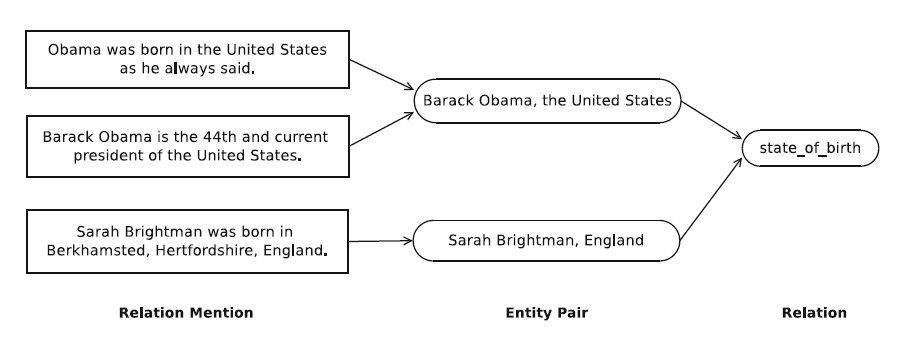 Obama was born in the United States
as he always said.
Barack Obama is the 44th and current
president of the United States.
Sarah Brightman was born in
Berkhamsted, Hertfordshire, England.
Barack Obama, the United States
Sarah Brightman, England
state_of_birth
Relation Mention
Entity Pair
Relation